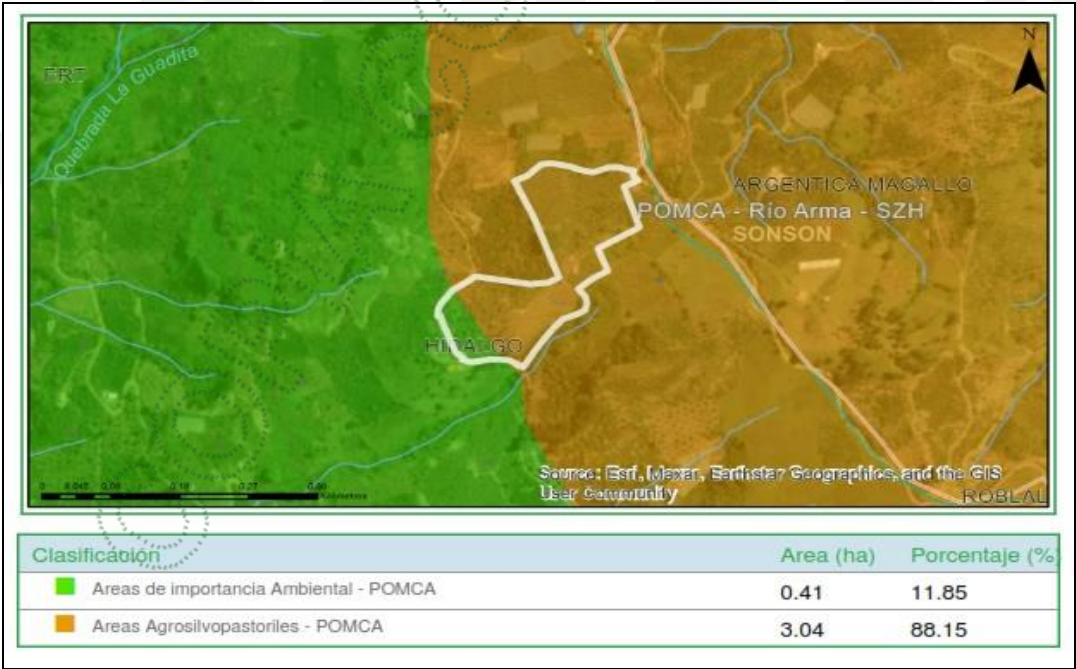 N
Quebrada La Guadita
ARGENTICA MAGALLO
POMCA - Río Arma - SZH
SONSON
HIDALGO
Source: Esri, Maxar, Earthstar Geographics, and the GIS
User Community
ROBLAL
Clasificación Area (ha) Porcentaje (%)
Areas de importancia Ambiental - POMCA 0.41 11.85
Areas Agrosilvopastoriles - POMCA 3.04 88.15